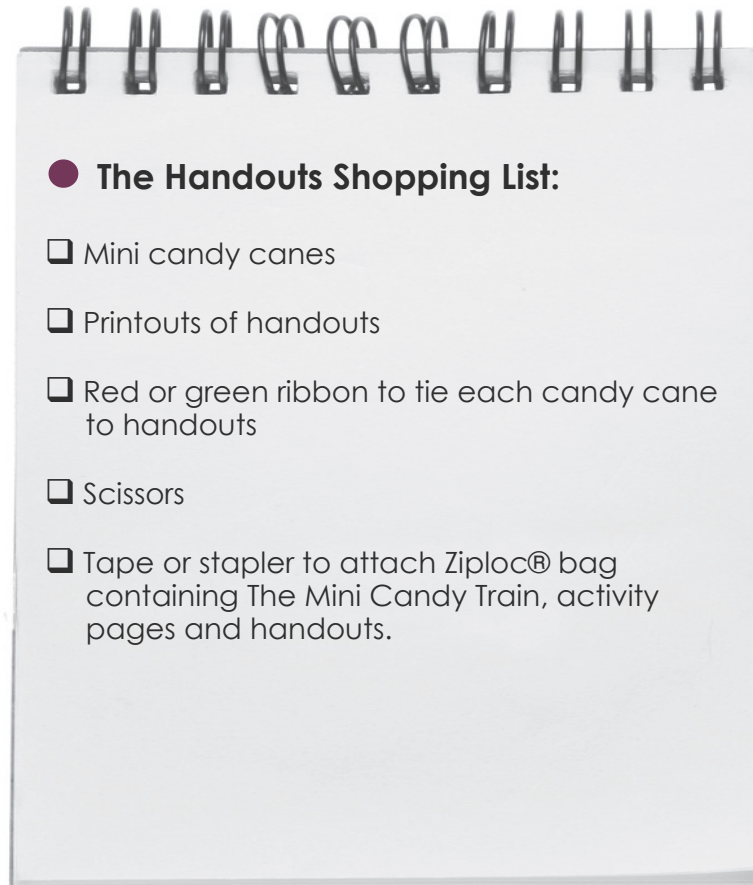 The Handouts Shopping List:
Mini candy canes
Printouts of handouts
Red or green ribbon to tie each candy cane
to handouts
Scissors
Tape or stapler to attach Ziploc® bag
containing The Mini Candy Train, activity
pages and handouts.